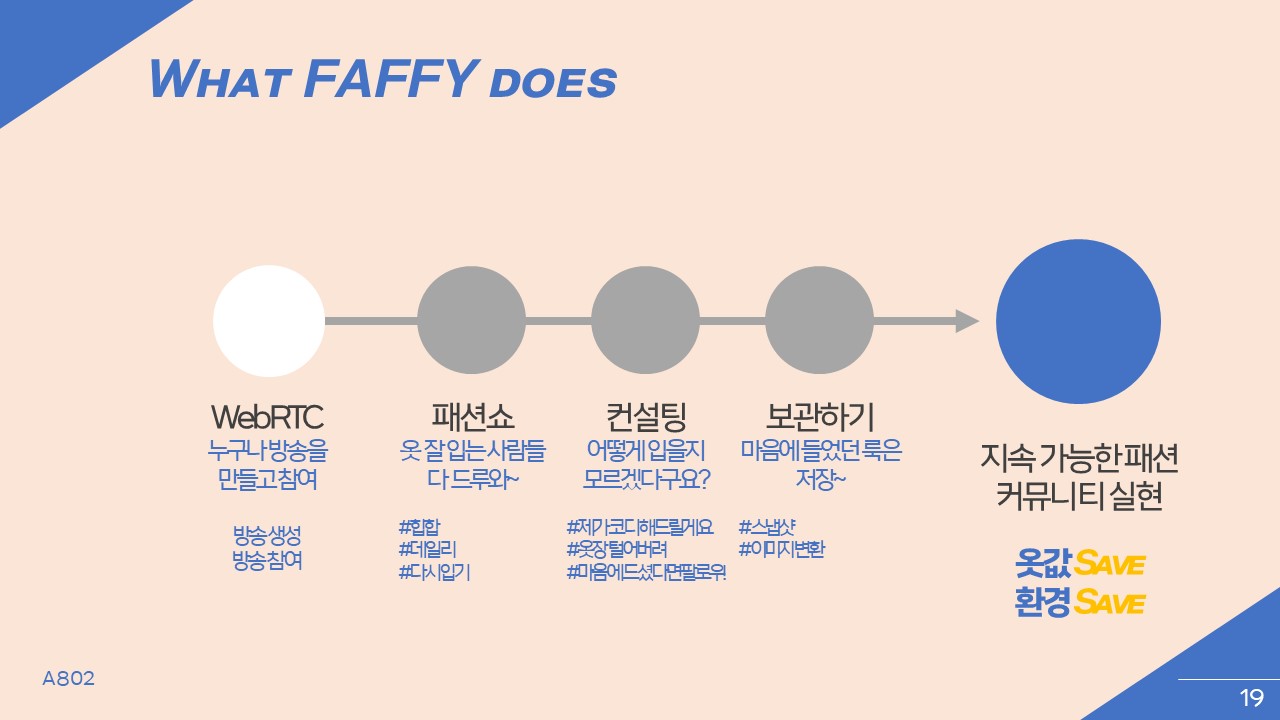 WHAT FAFFY DOES
WebRTC
누구나 방송을
만들고 참여
방송 생성
방송 참여
패션쇼
옷 잘 입는 사람들
다 드루와~
#힙합
#데일리
#다시입기
컨설팅
어떻게 입을지
모르겟다구요?
#제가코디해드릴게요
#옷장털어버려
#마음에드셨다면팔로우!
보관하기
마음에 들었던 룩은
저장~
#스냅샷
#이미지변환
지속 가능한 패션
커뮤니티 실현
옷값 SAVE
환경 SAVE
A802
19